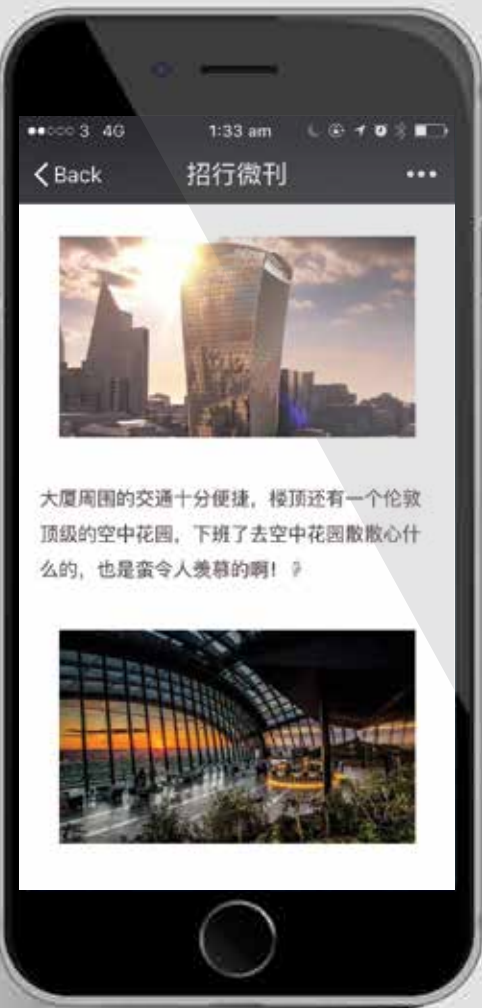 3 4G 1:33 am
Back 招行微刊
大厦周围的交通十分便捷，楼顶还有一个伦敦
顶级的空中花园，下班了去空中花园散散心什
么的，也是蛮令人羡慕的啊！